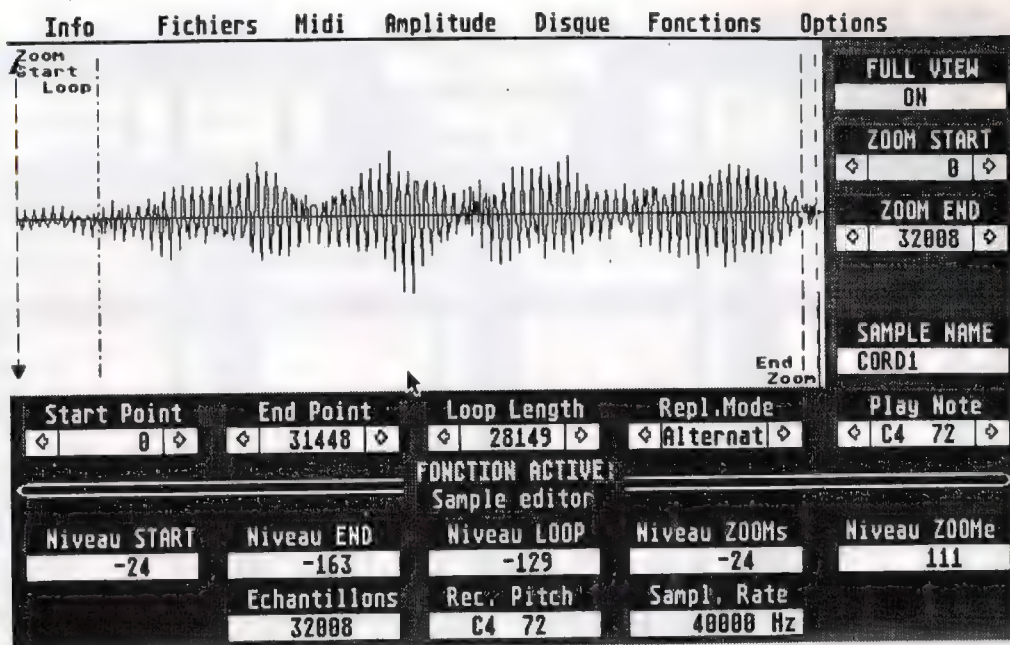 Info Fichiers Midi Amplitude Disque Fonctions Options
Zoom
Start
Loop
FULL VIEW
ON
ZOOM START
0
ZOOM END
32008
SAMPLE NAME
CORD1
End
Zoom
Start Point End Point Loop Length Repl.Mode Play Note
0 31448 28149 Alternat C4 72
FONCTION ACTIVE:
Sample editor
Niveau START Niveau END Niveau LOOP Niveau ZOOMs Niveau ZOOMe
-24 -163 -129 -24 111
Echantillons Rec. Pitch Sampl. Rate
32008 C4 72 40000 Hz